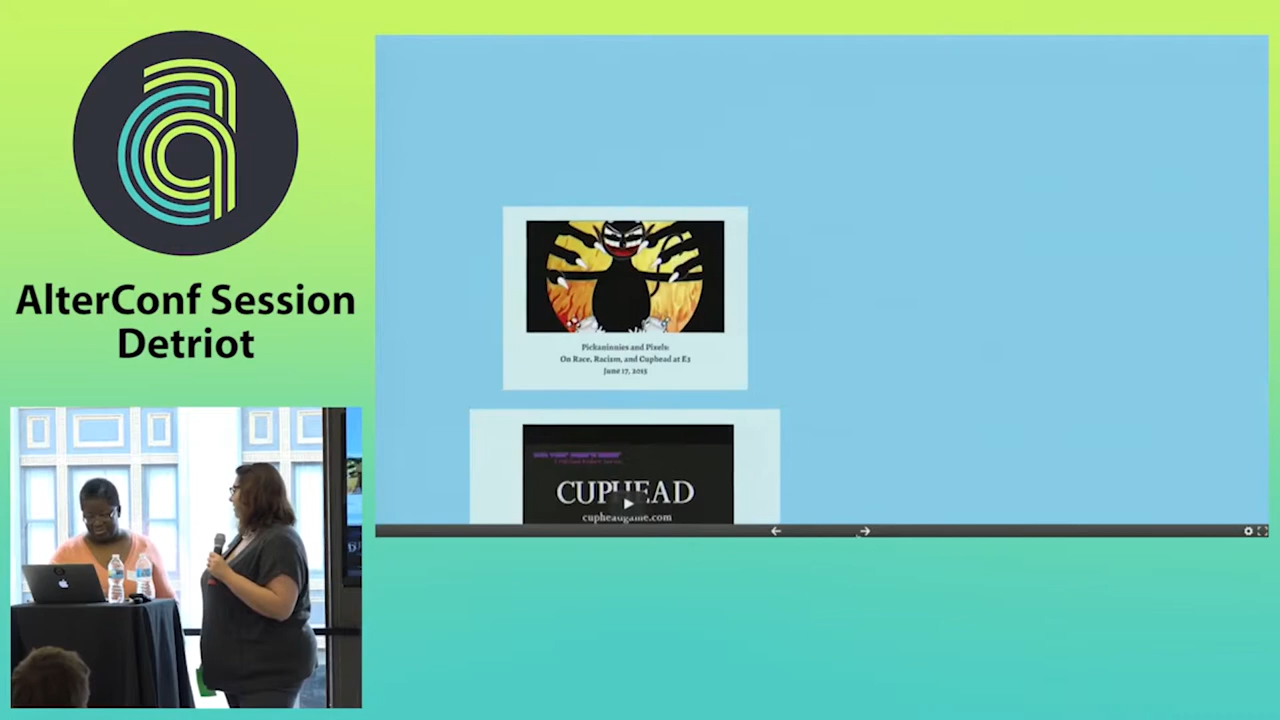 AlterConf Session
Detriot
Pickaninnies and Pixels:
On Race, Racism, and Cuphead at E3
June 17, 2015
CUPHEAD
cupheadgame.com